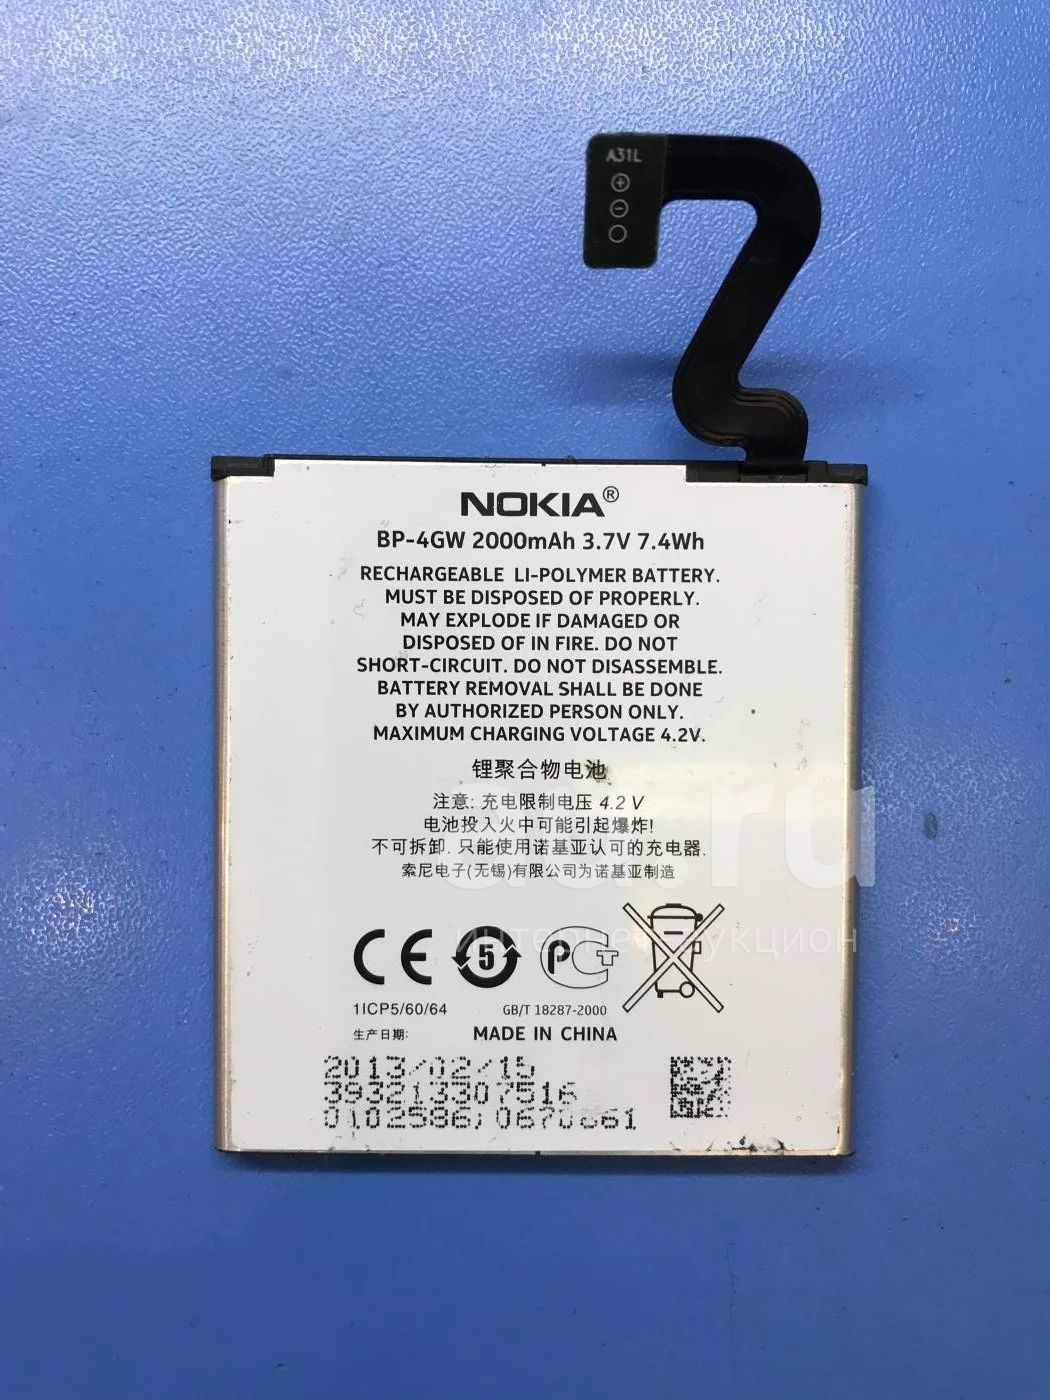 A31L
NOKIA®
BP-4GW 2000mAh 3.7V 7.4Wh
RECHARGEABLE LI-POLYMER BATTERY.
MUST BE DISPOSED OF PROPERLY.
MAY EXPLODE IF DAMAGED OR
DISPOSED OF IN FIRE. DO NOT
SHORT-CIRCUIT. DO NOT DISASSEMBLE.
BATTERY REMOVAL SHALL BE DONE
BY AUTHORIZED PERSON ONLY.
MAXIMUM CHARGING VOLTAGE 4.2V.
锂聚合物电池
注意: 充电限制电压 4.2 V
电池投入火中可能引起爆炸!
不可拆卸. 只能使用诺基亚认可的充电器.
索尼电子(无锡)有限公司为诺基亚制造
au.ru
интернет-аукцион
CE 5 РСТ
1ICP5/60/64 GB/T 18287-2000
生产日期: MADE IN CHINA
2013/02/15
393213307516